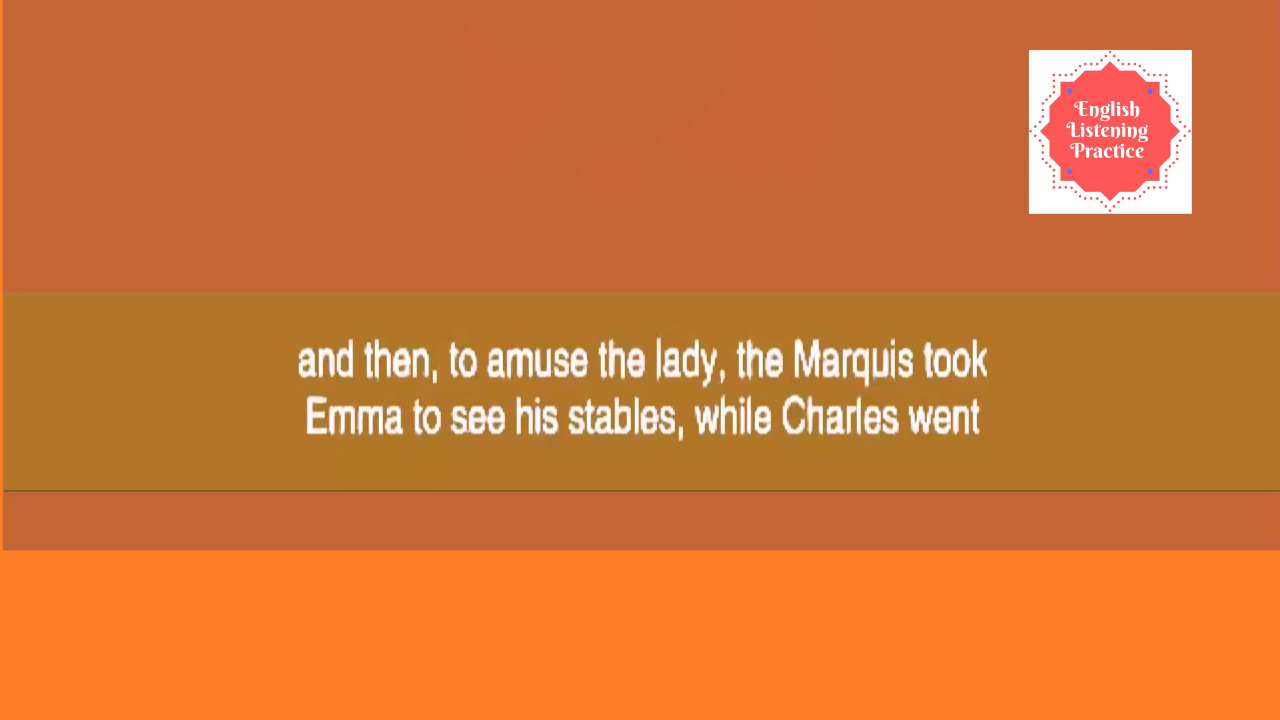 English
Listening
Practice
and then, to amuse the lady, the Marquis took
Emma to see his stables, while Charles went